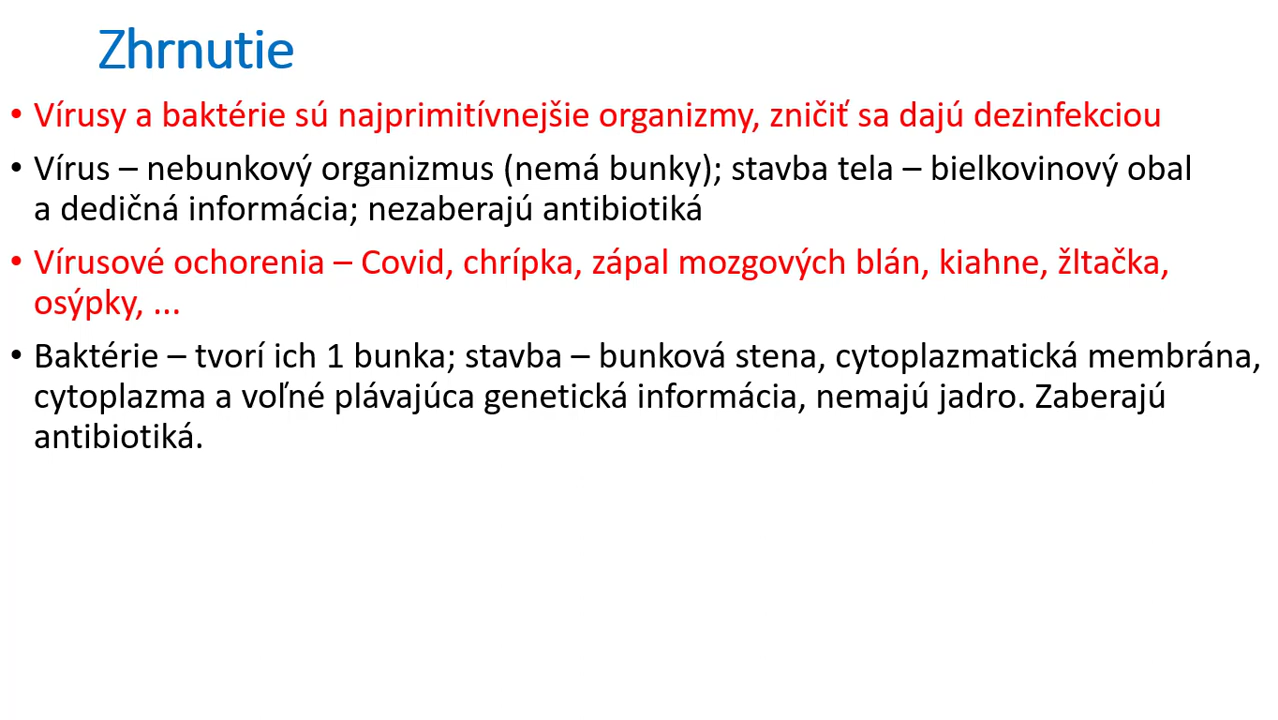 Zhrnutie
• Vírusy a baktérie sú najprimitívnejšie organizmy, zničiť sa dajú dezinfekciou
• Vírus – nebunkový organizmus (nemá bunky); stavba tela – bielkovinový obal
a dedičná informácia; nezaberajú antibiotiká
• Vírusové ochorenia – Covid, chrípka, zápal mozgových blán, kiahne, žltačka,
osýpky, ...
• Baktérie – tvorí ich 1 bunka; stavba – bunková stena, cytoplazmatická membrána,
cytoplazma a voľné plávajúca genetická informácia, nemajú jadro. Zaberajú
antibiotiká.